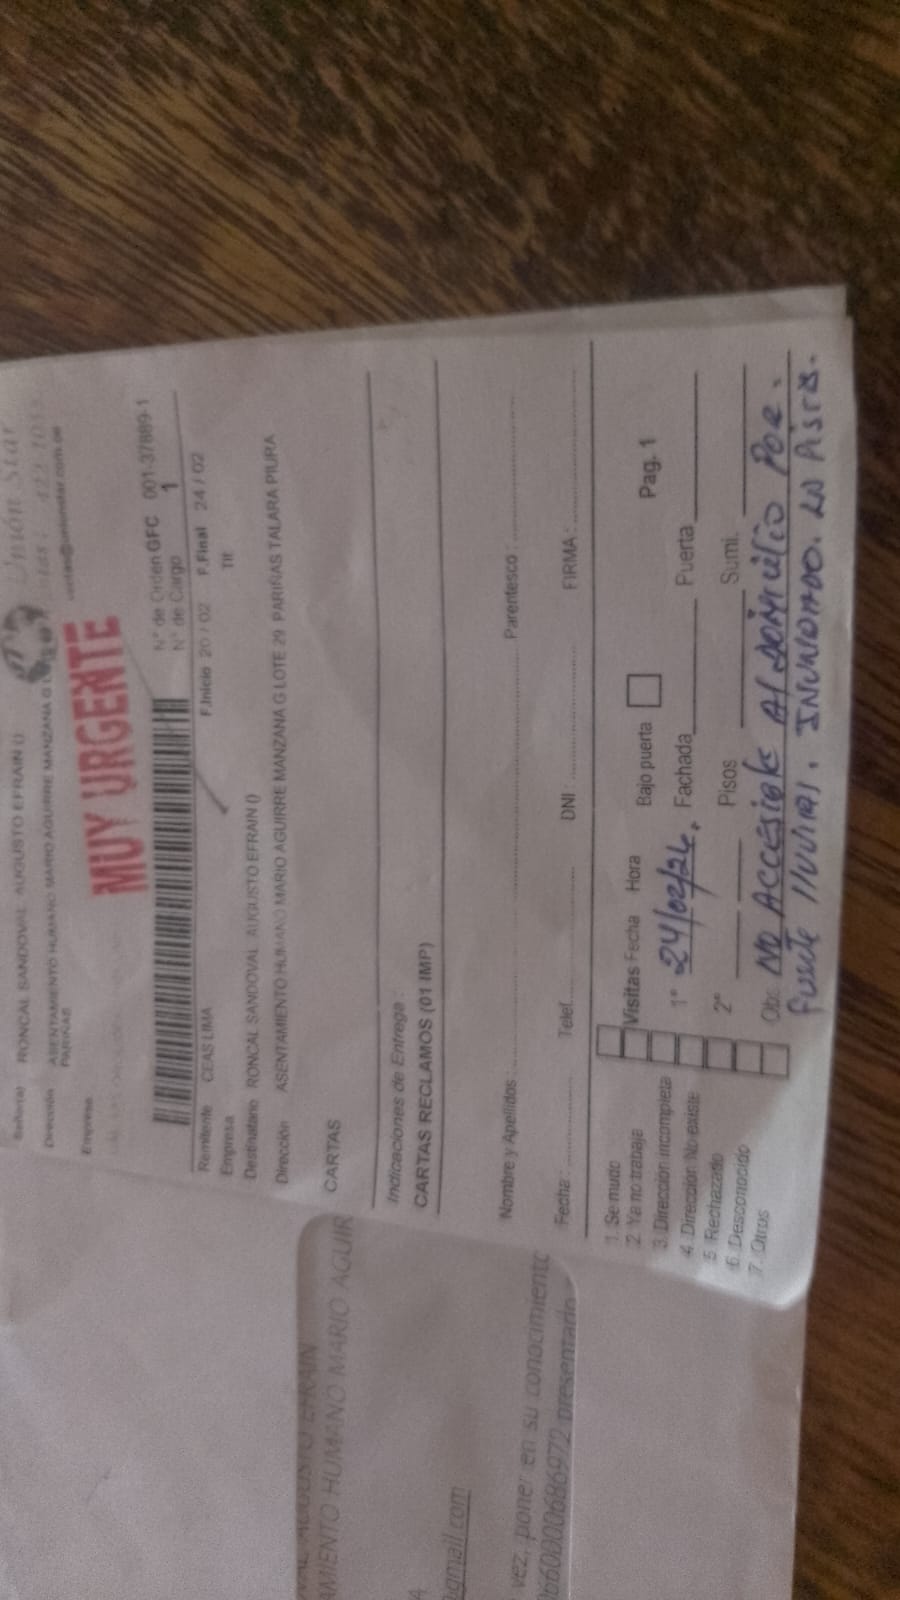 Unión Star
Señor(a) RONCAL SANDOVAL AUGUSTO EFRAIN ()
Dirección ASENTAMIENTO HUMANO MARIO AGUIRRE MANZANA G
PARIÑAS
Empresa
MUY URGENTE
N° de Orden GFC 001-37889-1
N° de Cargo 1
Remitente CEAS LIMA F.Inicio 20 / 02 F.Final 24 / 02
Empresa
Destinatario RONCAL SANDOVAL AUGUSTO EFRAIN ()
Dirección ASENTAMIENTO HUMANO MARIO AGUIRRE MANZANA G LOTE 29 PARIÑAS TALARA PIURA
CARTAS
Indicaciones de Entrega :
CARTAS RECLAMOS (01 IMP)
Nombre y Apellidos : Parentesco :
Fecha : Telef. DNI : FIRMA :
1. Se mudo
2. Ya no trabaja
3. Dirección incompleta
4. Dirección No existe
5. Rechazado
6. Desconocido
7. Otros
Visitas Fecha Hora Bajo puerta Pag. 1
1° 24/02/26. Fachada Puerta
2° Pisos Sumi.
Obs NO ACCESIBLE Al DOMICILIO POR.
fuerte lluvia. INUNDADO. LA PISTA.
EFRAIN
HUMANO MARIO AGUIR
gmail.com
vez, poner en su conocimiento
presentado